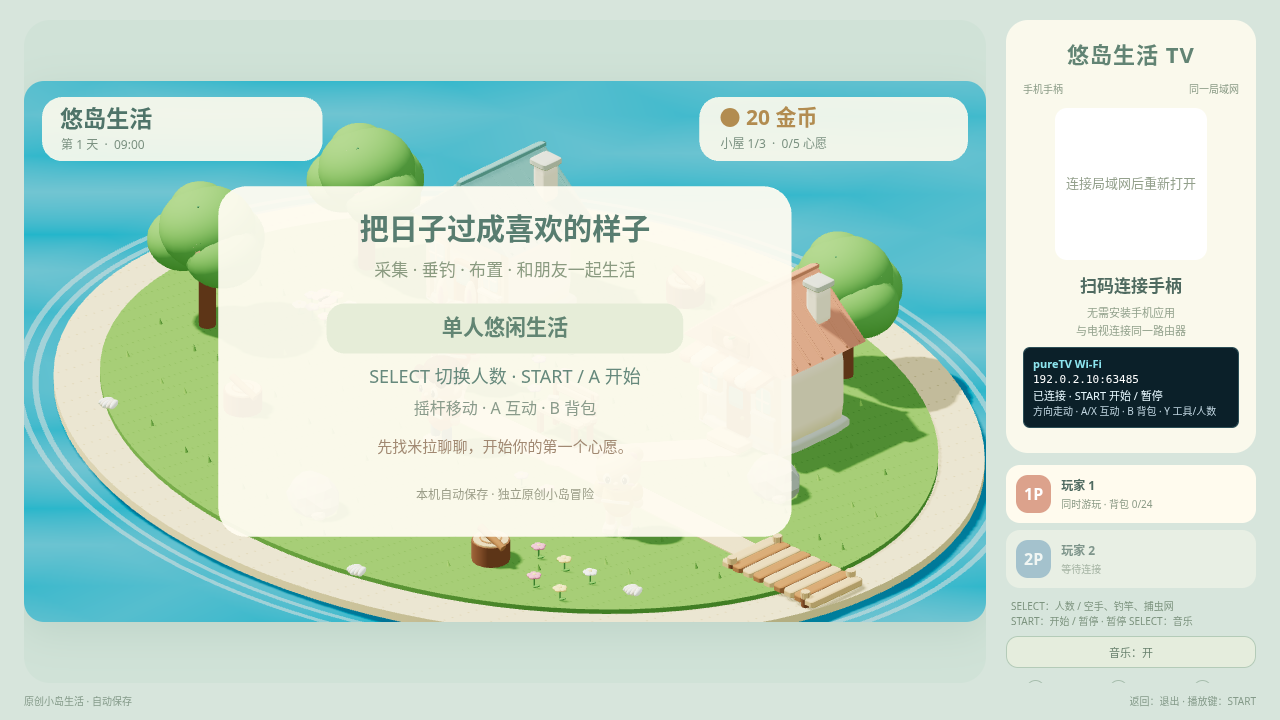 悠岛生活
第 1 天 · 09:00
20 金币
小屋 1/3 · 0/5 心愿
把日子过成喜欢的样子
采集 · 垂钓 · 布置 · 和朋友一起生活
单人悠闲生活
SELECT 切换人数 · START / A 开始
摇杆移动 · A 互动 · B 背包
先找米拉聊聊，开始你的第一个心愿。
本机自动保存 · 独立原创小岛冒险
悠岛生活 TV
手机手柄
同一局域网
连接局域网后重新打开
扫码连接手柄
无需安装手机应用
与电视连接同一路由器
pureTV Wi-Fi
192.0.2.10:63485
已连接 · START 开始 / 暂停
方向走动 · A/X 互动 · B 背包 · Y 工具/人数
1P
玩家 1
同时游玩 · 背包 0/24
2P
玩家 2
等待连接
SELECT：人数 / 空手、钓竿、捕虫网
START：开始 / 暂停 · 暂停 SELECT：音乐
音乐：开
原创小岛生活 · 自动保存
返回：退出 · 播放键：START